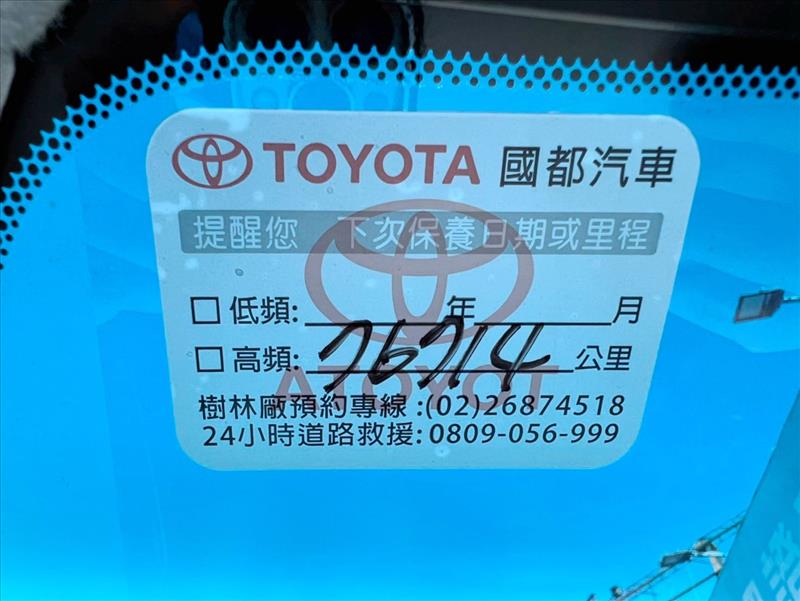 TOYOTA 國都汽車
提醒您 下次保養日期或里程
□ 低頻: 年 月
□ 高頻: 76714 公里
樹林廠預約專線:(02)26874518
24小時道路救援:0809-056-999